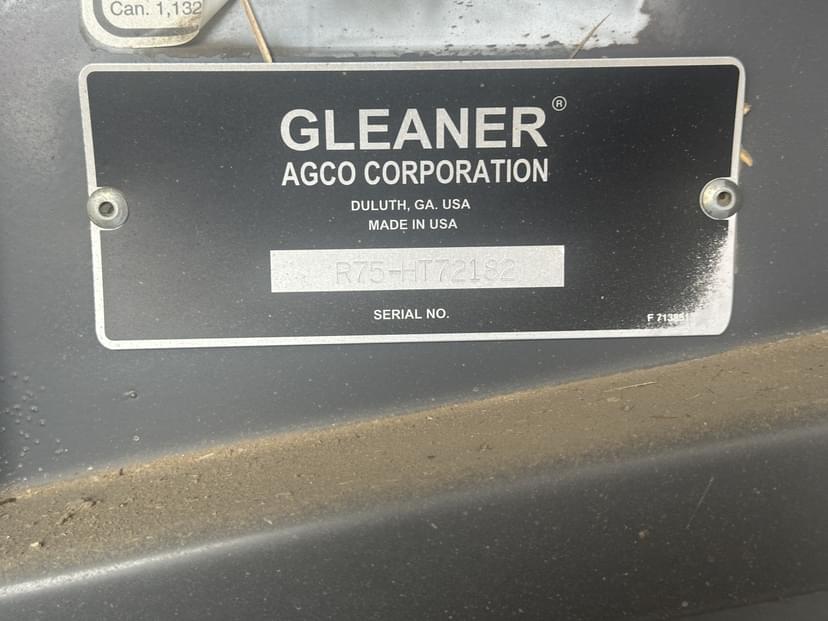 Can. 1,132
GLEANER®
AGCO CORPORATION
DULUTH, GA. USA
MADE IN USA
R75-HT72182
SERIAL NO.
F